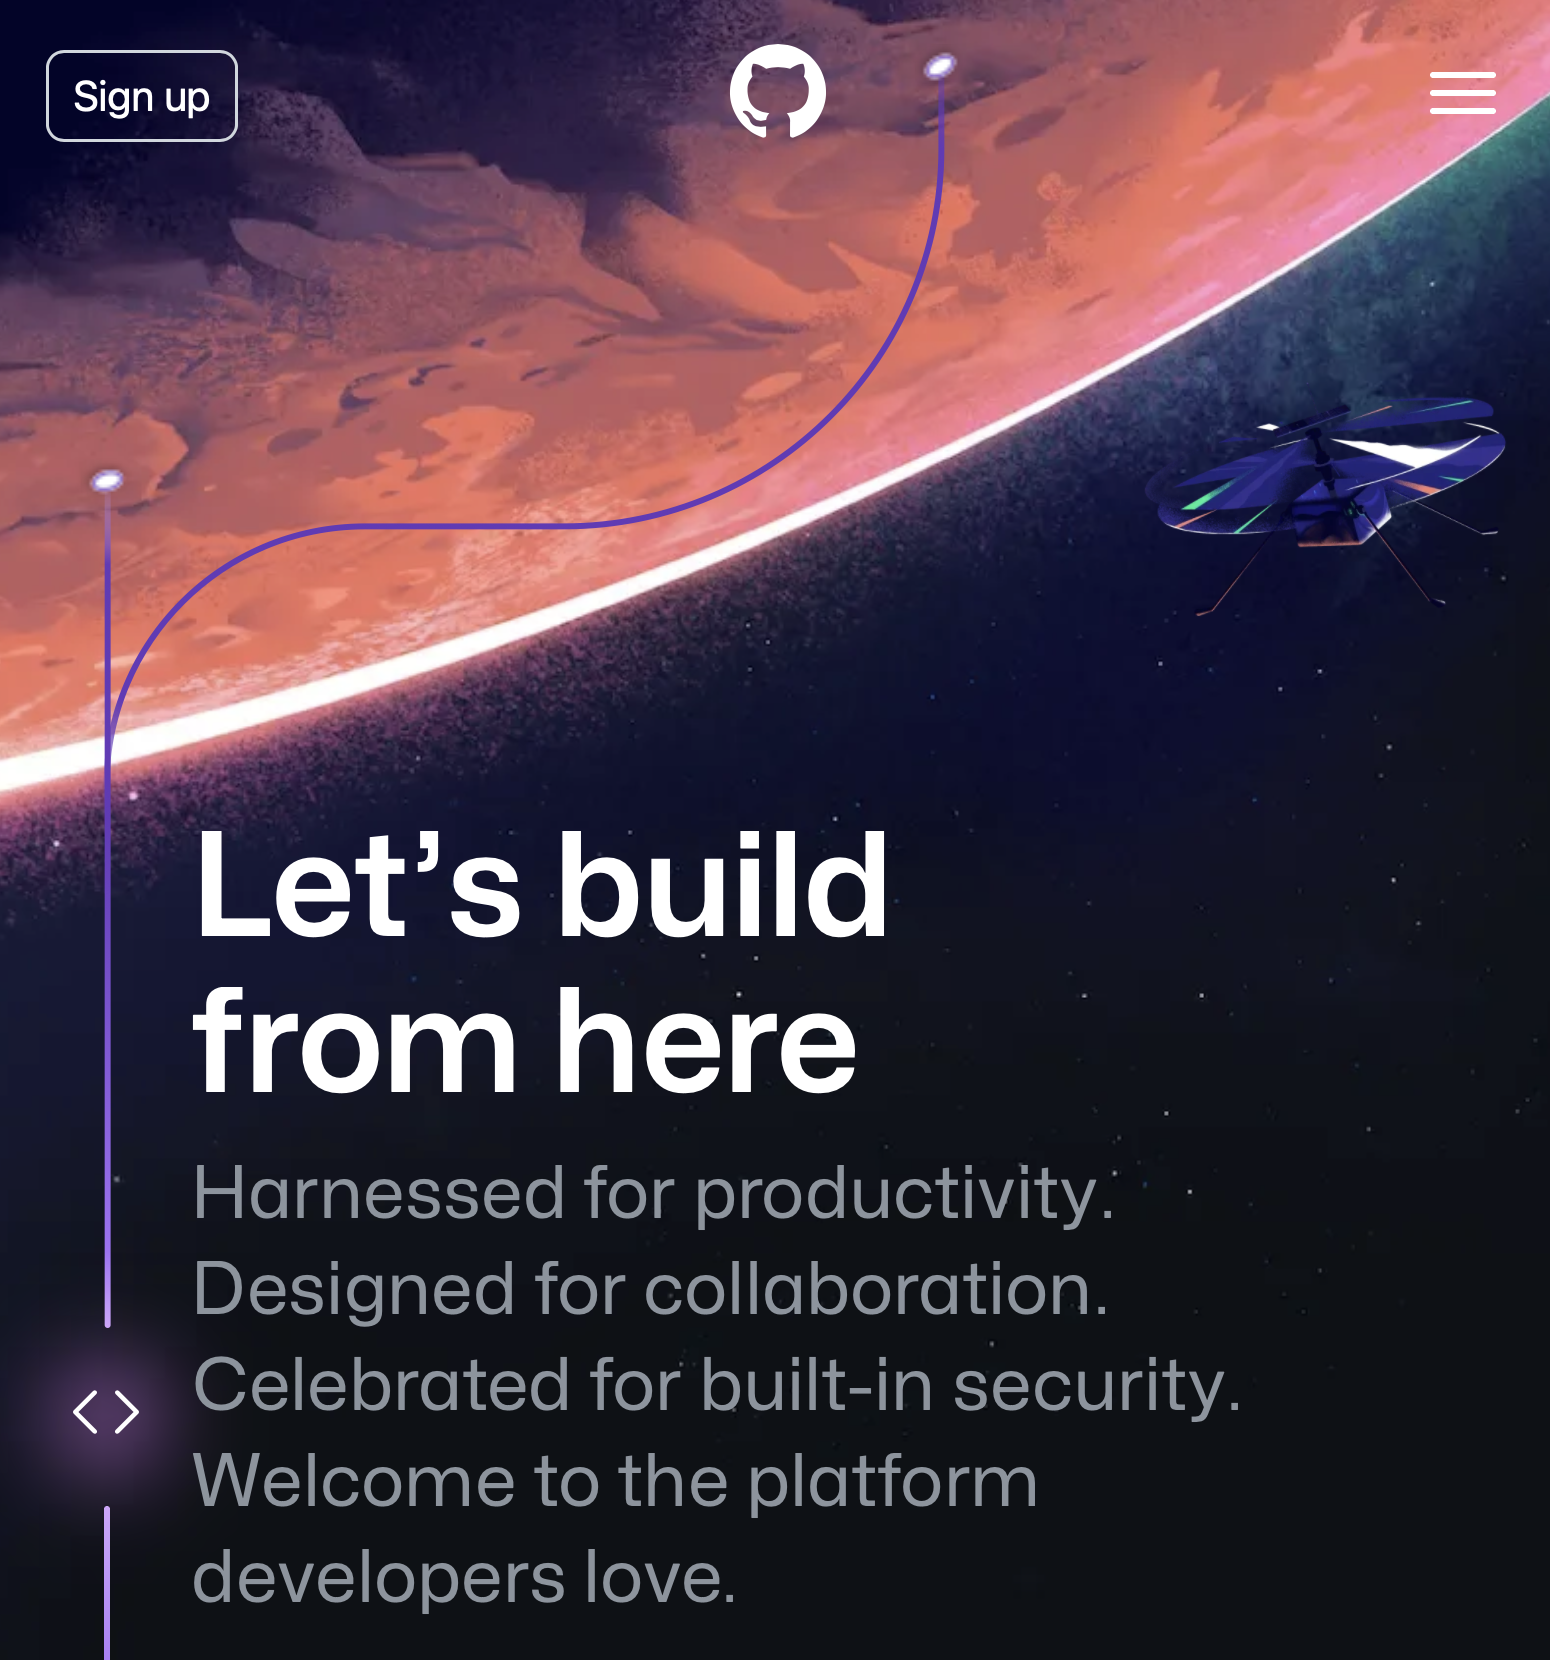 Sign up
Let’s build
from here
Harnessed for productivity.
Designed for collaboration.
Celebrated for built-in security.
Welcome to the platform
developers love.